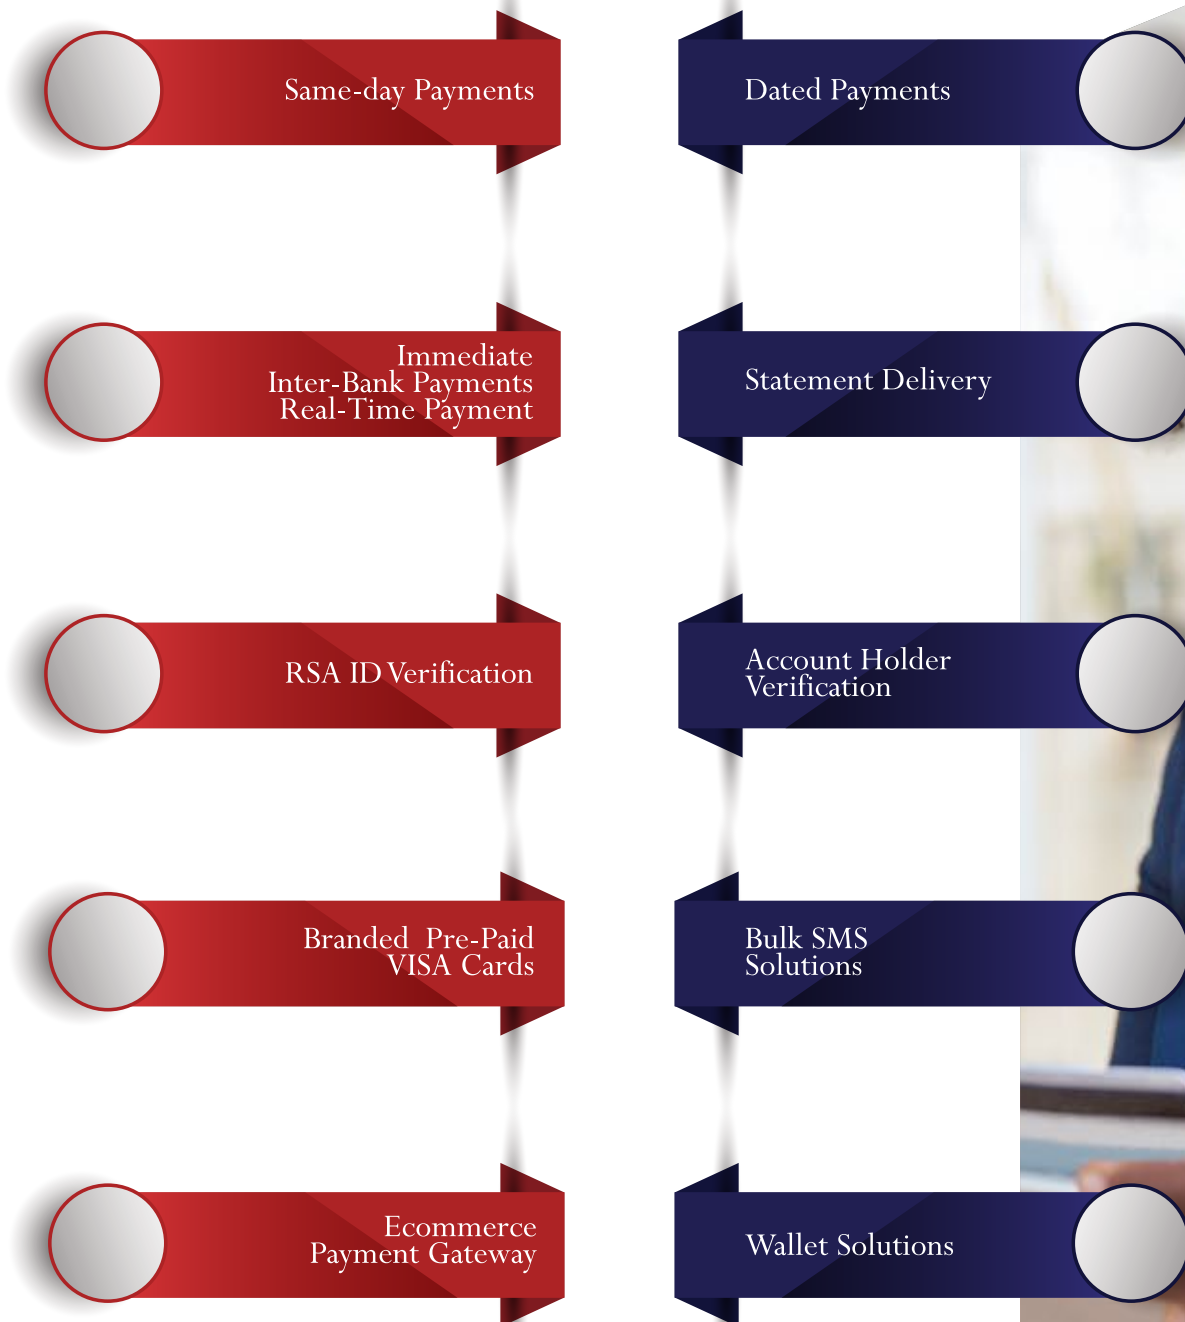 Same-day Payments
Dated Payments
Immediate
Inter-Bank Payments
Real-Time Payment
Statement Delivery
RSA ID Verification
Account Holder
Verification
Branded Pre-Paid
VISA Cards
Bulk SMS
Solutions
Ecommerce
Payment Gateway
Wallet Solutions